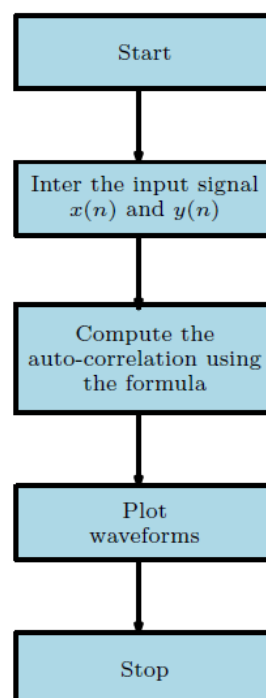 Start
Inter the input signal
x(n) and y(n)
Compute the
auto-correlation using
the formula
Plot
waveforms
Stop